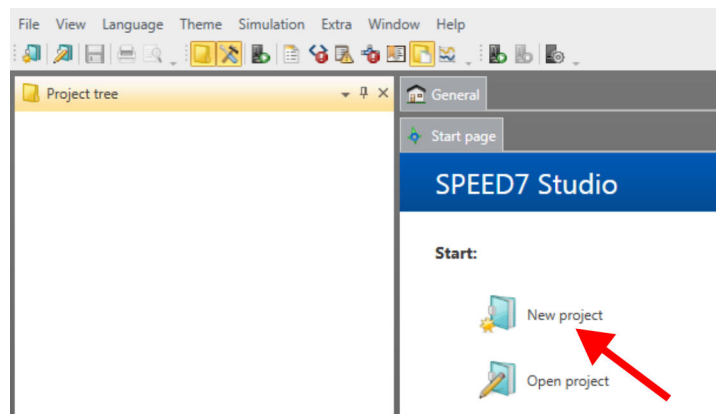 File View Language Theme Simulation Extra Window Help
Project tree
General
Start page
SPEED7 Studio
Start:
New project
Open project